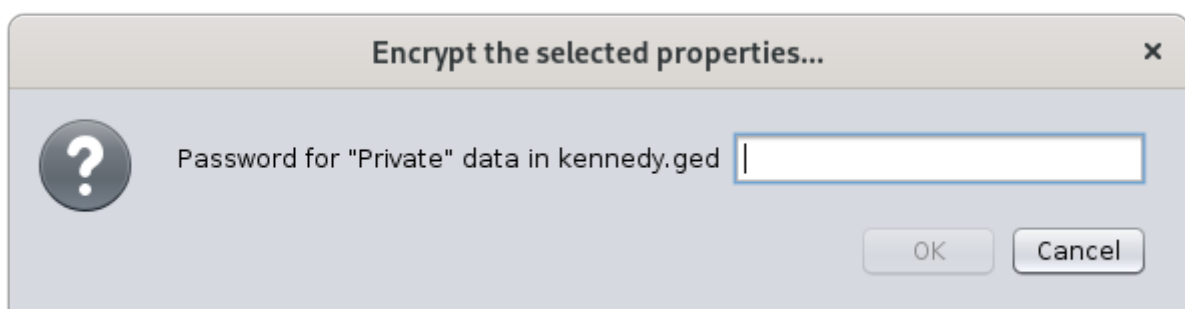 Encrypt the selected properties...
Password for "Private" data in kennedy.ged
OK
Cancel